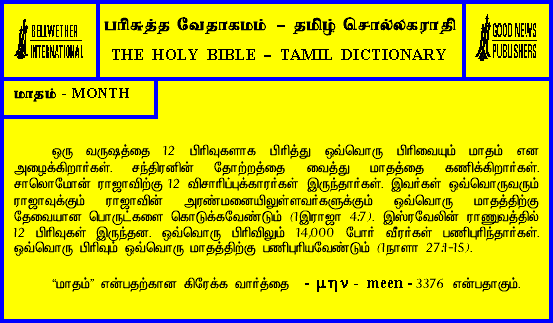 BELLWETHER
INTERNATIONAL
பரிசுத்த வேதாகமம் – தமிழ் சொல்லகராதி
THE HOLY BIBLE – TAMIL DICTIONARY
GOOD NEWS
PUBLISHERS
மாதம் - MONTH
ஒரு வருஷத்தை 12 பிரிவுகளாக பிரித்து ஒவ்வொரு பிரிவையும் மாதம் என
அழைக்கிறார்கள். சந்திரனின் தோற்றத்தை வைத்து மாதத்தை கணிக்கிறார்கள்.
சாலொமோன் ராஜாவிற்கு 12 விசாரிப்புக்காரர்கள் இருந்தார்கள். இவர்கள் ஒவ்வொருவரும்
ராஜாவுக்கும் ராஜாவின் அரண்மனையிலுள்ளவர்களுக்கும் ஒவ்வொரு மாதத்திற்கு
தேவையான பொருட்களை கொடுக்கவேண்டும் (1இராஜா 4:7). இஸ்ரவேலின் ராணுவத்தில்
12 பிரிவுகள் இருந்தன. ஒவ்வொரு பிரிவிலும் 14,000 போர் வீரர்கள் பணிபுரிந்தார்கள்.
ஒவ்வொரு பிரிவும் ஒவ்வொரு மாதத்திற்கு பணிபுரியவேண்டும் (1நாளா 27:1-15).
“மாதம்” என்பதற்கான கிரேக்க வார்த்தை - μην - meen - 3376 என்பதாகும்.